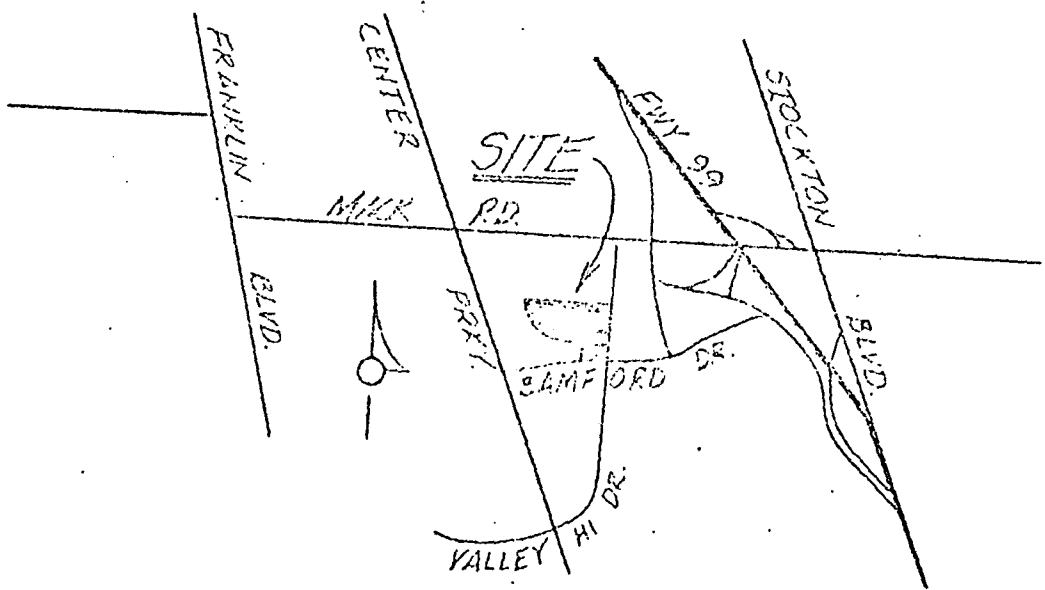 FRANKLIN
BLVD.
CENTER
PRKY.
SITE
FWY 99
STOCKTON
BLVD.
MACK RD.
BAMFORD DR.
VALLEY HI DR.